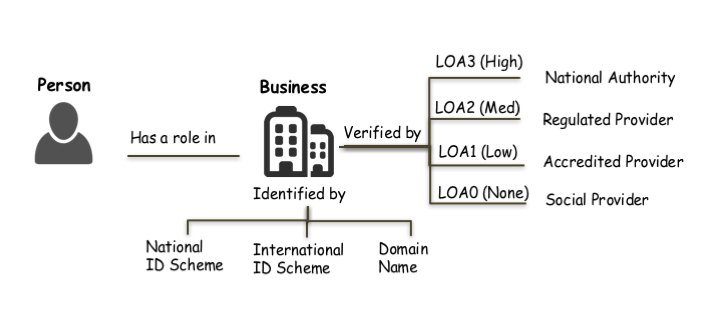 Person
Business
Has a role in
Verified by
LOA3 (High)
National Authority
LOA2 (Med)
Regulated Provider
LOA1 (Low)
Accredited Provider
LOA0 (None)
Social Provider
Identified by
National
ID Scheme
International
ID Scheme
Domain
Name